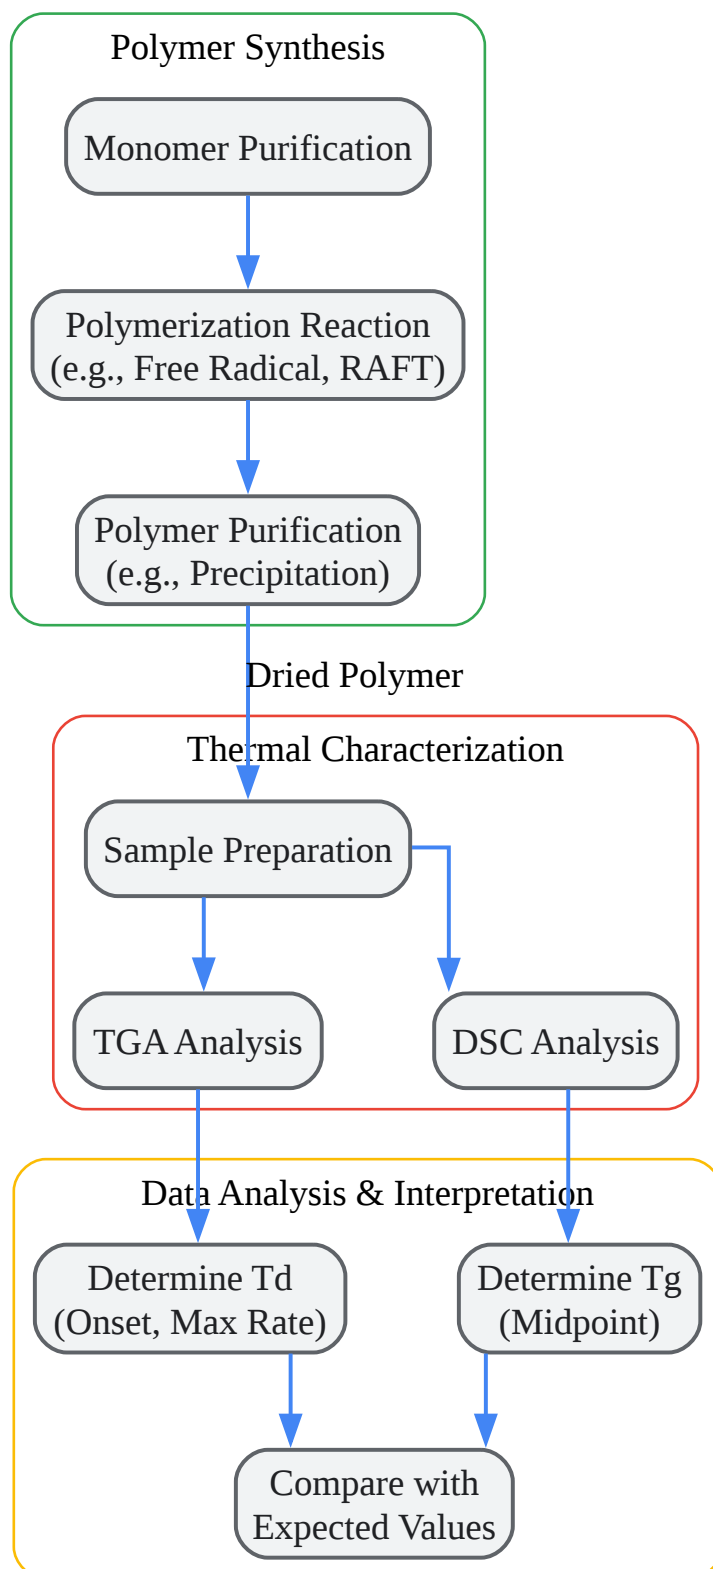 Polymer Synthesis
Monomer Purification
Polymerization Reaction
(e.g., Free Radical, RAFT)
Polymer Purification
(e.g., Precipitation)
Dried Polymer
Thermal Characterization
Sample Preparation
TGA Analysis
DSC Analysis
Data Analysis & Interpretation
Determine Td
(Onset, Max Rate)
Determine Tg
(Midpoint)
Compare with
Expected Values